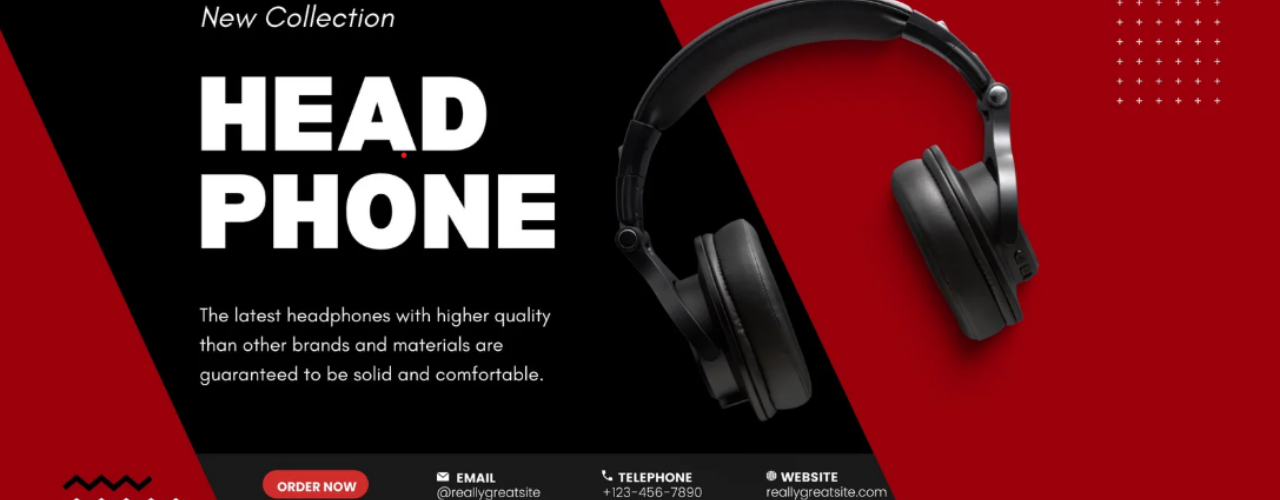 New Collection
HEAD
PHONE
The latest headphones with higher quality
than other brands and materials are
guaranteed to be solid and comfortable.
ORDER NOW
EMAIL
@reallygreatsite
TELEPHONE
+123-456-7890
WEBSITE
reallygreatsite.com